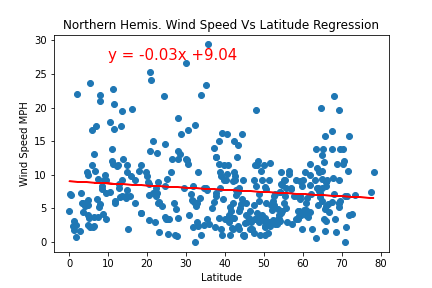 Northern Hemis. Wind Speed Vs Latitude Regression
y = -0.03x +9.04
30
25
20
15
10
5
0
Wind Speed MPH
0 10 20 30 40 50 60 70 80
Latitude